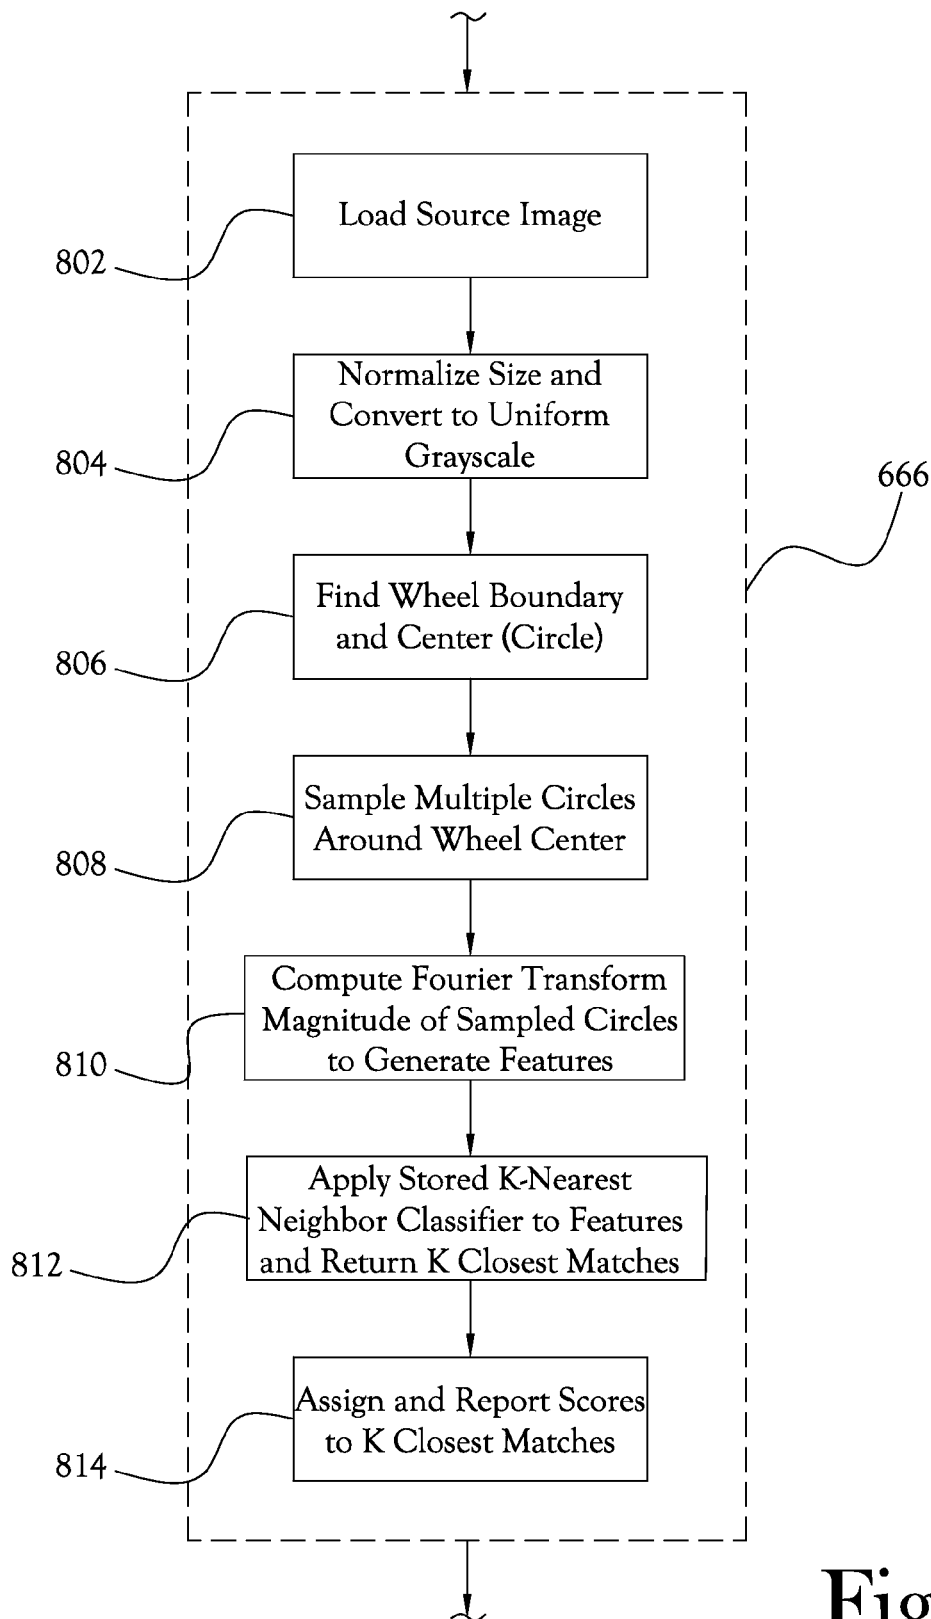 Load Source Image
802
Normalize Size and
Convert to Uniform
Grayscale
804
666
Find Wheel Boundary
and Center (Circle)
806
Sample Multiple Circles
Around Wheel Center
808
Compute Fourier Transform
Magnitude of Sampled Circles
to Generate Features
810
Apply Stored K-Nearest
Neighbor Classifier to Features
and Return K Closest Matches
812
Assign and Report Scores
to K Closest Matches
814
Fig